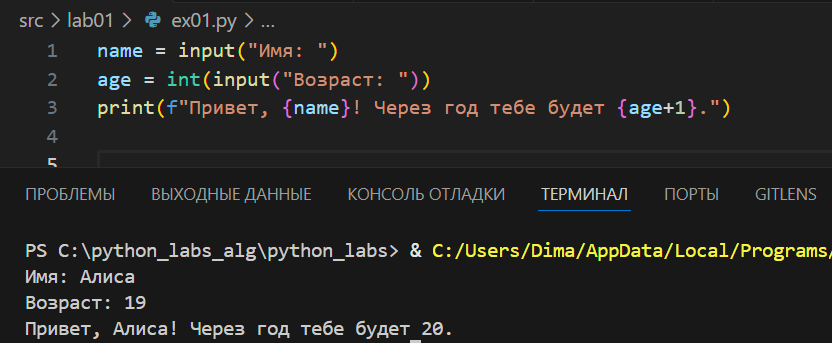 src > lab01 > ex01.py > ...
1 name = input("Имя: ")
2 age = int(input("Возраст: "))
3 print(f"Привет, {name}! Через год тебе будет {age+1}.")
4
5
ПРОБЛЕМЫ ВЫХОДНЫЕ ДАННЫЕ КОНСОЛЬ ОТЛАДКИ ТЕРМИНАЛ ПОРТЫ GITLENS
PS C:\python_labs_alg\python_labs> & C:/Users/Dima/AppData/Local/Programs/
Имя: Алиса
Возраст: 19
Привет, Алиса! Через год тебе будет 20.